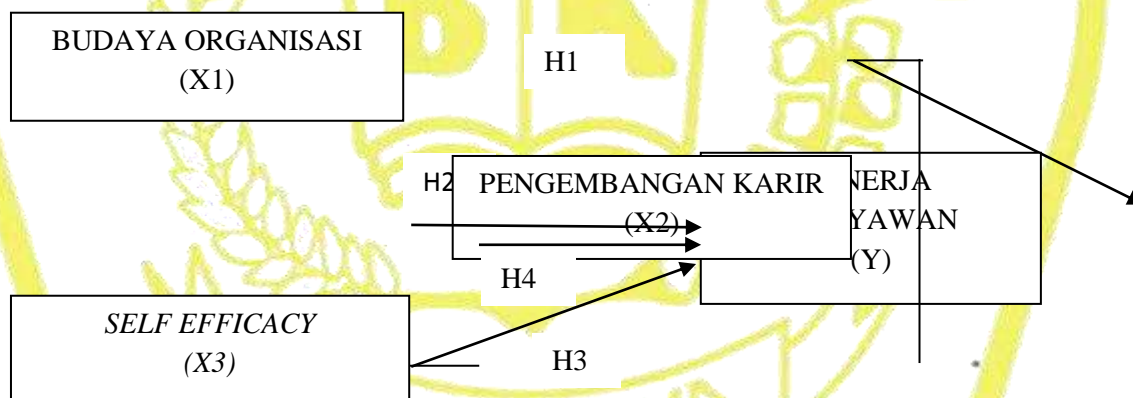 BUDAYA ORGANISASI
(X1)
H1
H2
PENGEMBANGAN KARIR
(X2)
NERJA
YAWAN
(Y)
H4
SELF EFFICACY
(X3)
H3